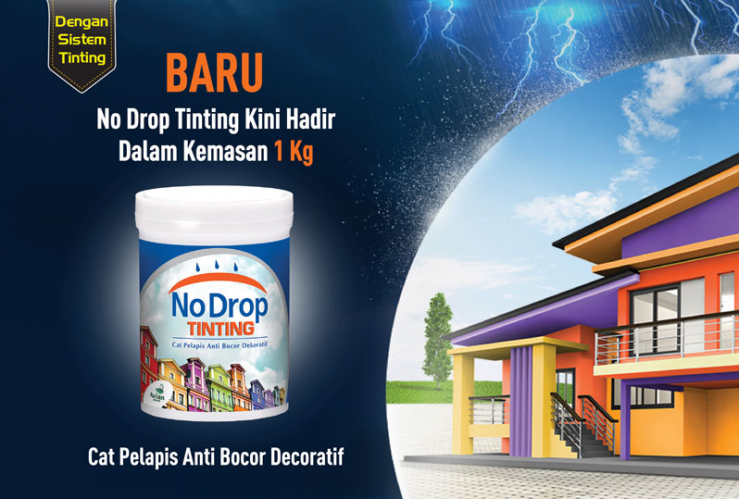 Dengan
Sistem
Tinting
BARU
No Drop Tinting Kini Hadir
Dalam Kemasan 1 Kg
No Drop
TINTING
Cat Pelapis Anti Bocor Dekoratif
Avian
Cat Pelapis Anti Bocor Decoratif